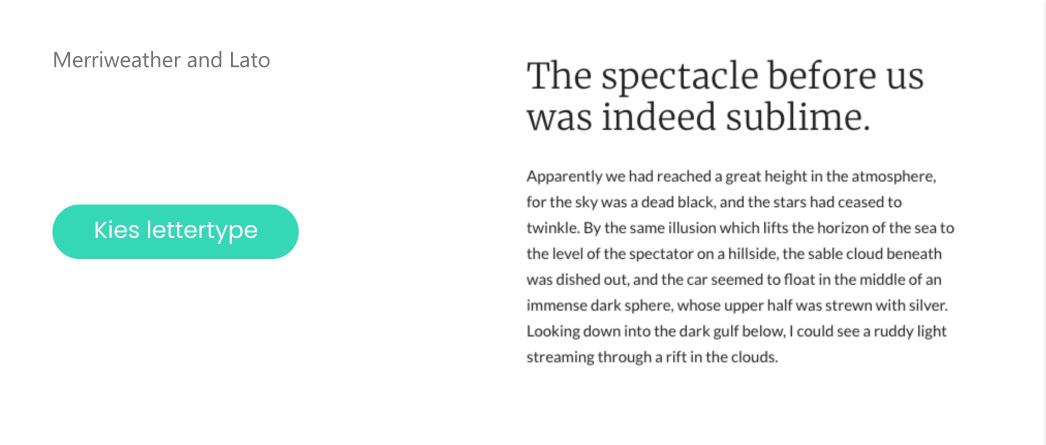 Merriweather and Lato
Kies lettertype
The spectacle before us
was indeed sublime.
Apparently we had reached a great height in the atmosphere,
for the sky was a dead black, and the stars had ceased to
twinkle. By the same illusion which lifts the horizon of the sea to
the level of the spectator on a hillside, the sable cloud beneath
was dished out, and the car seemed to float in the middle of an
immense dark sphere, whose upper half was strewn with silver.
Looking down into the dark gulf below, I could see a ruddy light
streaming through a rift in the clouds.